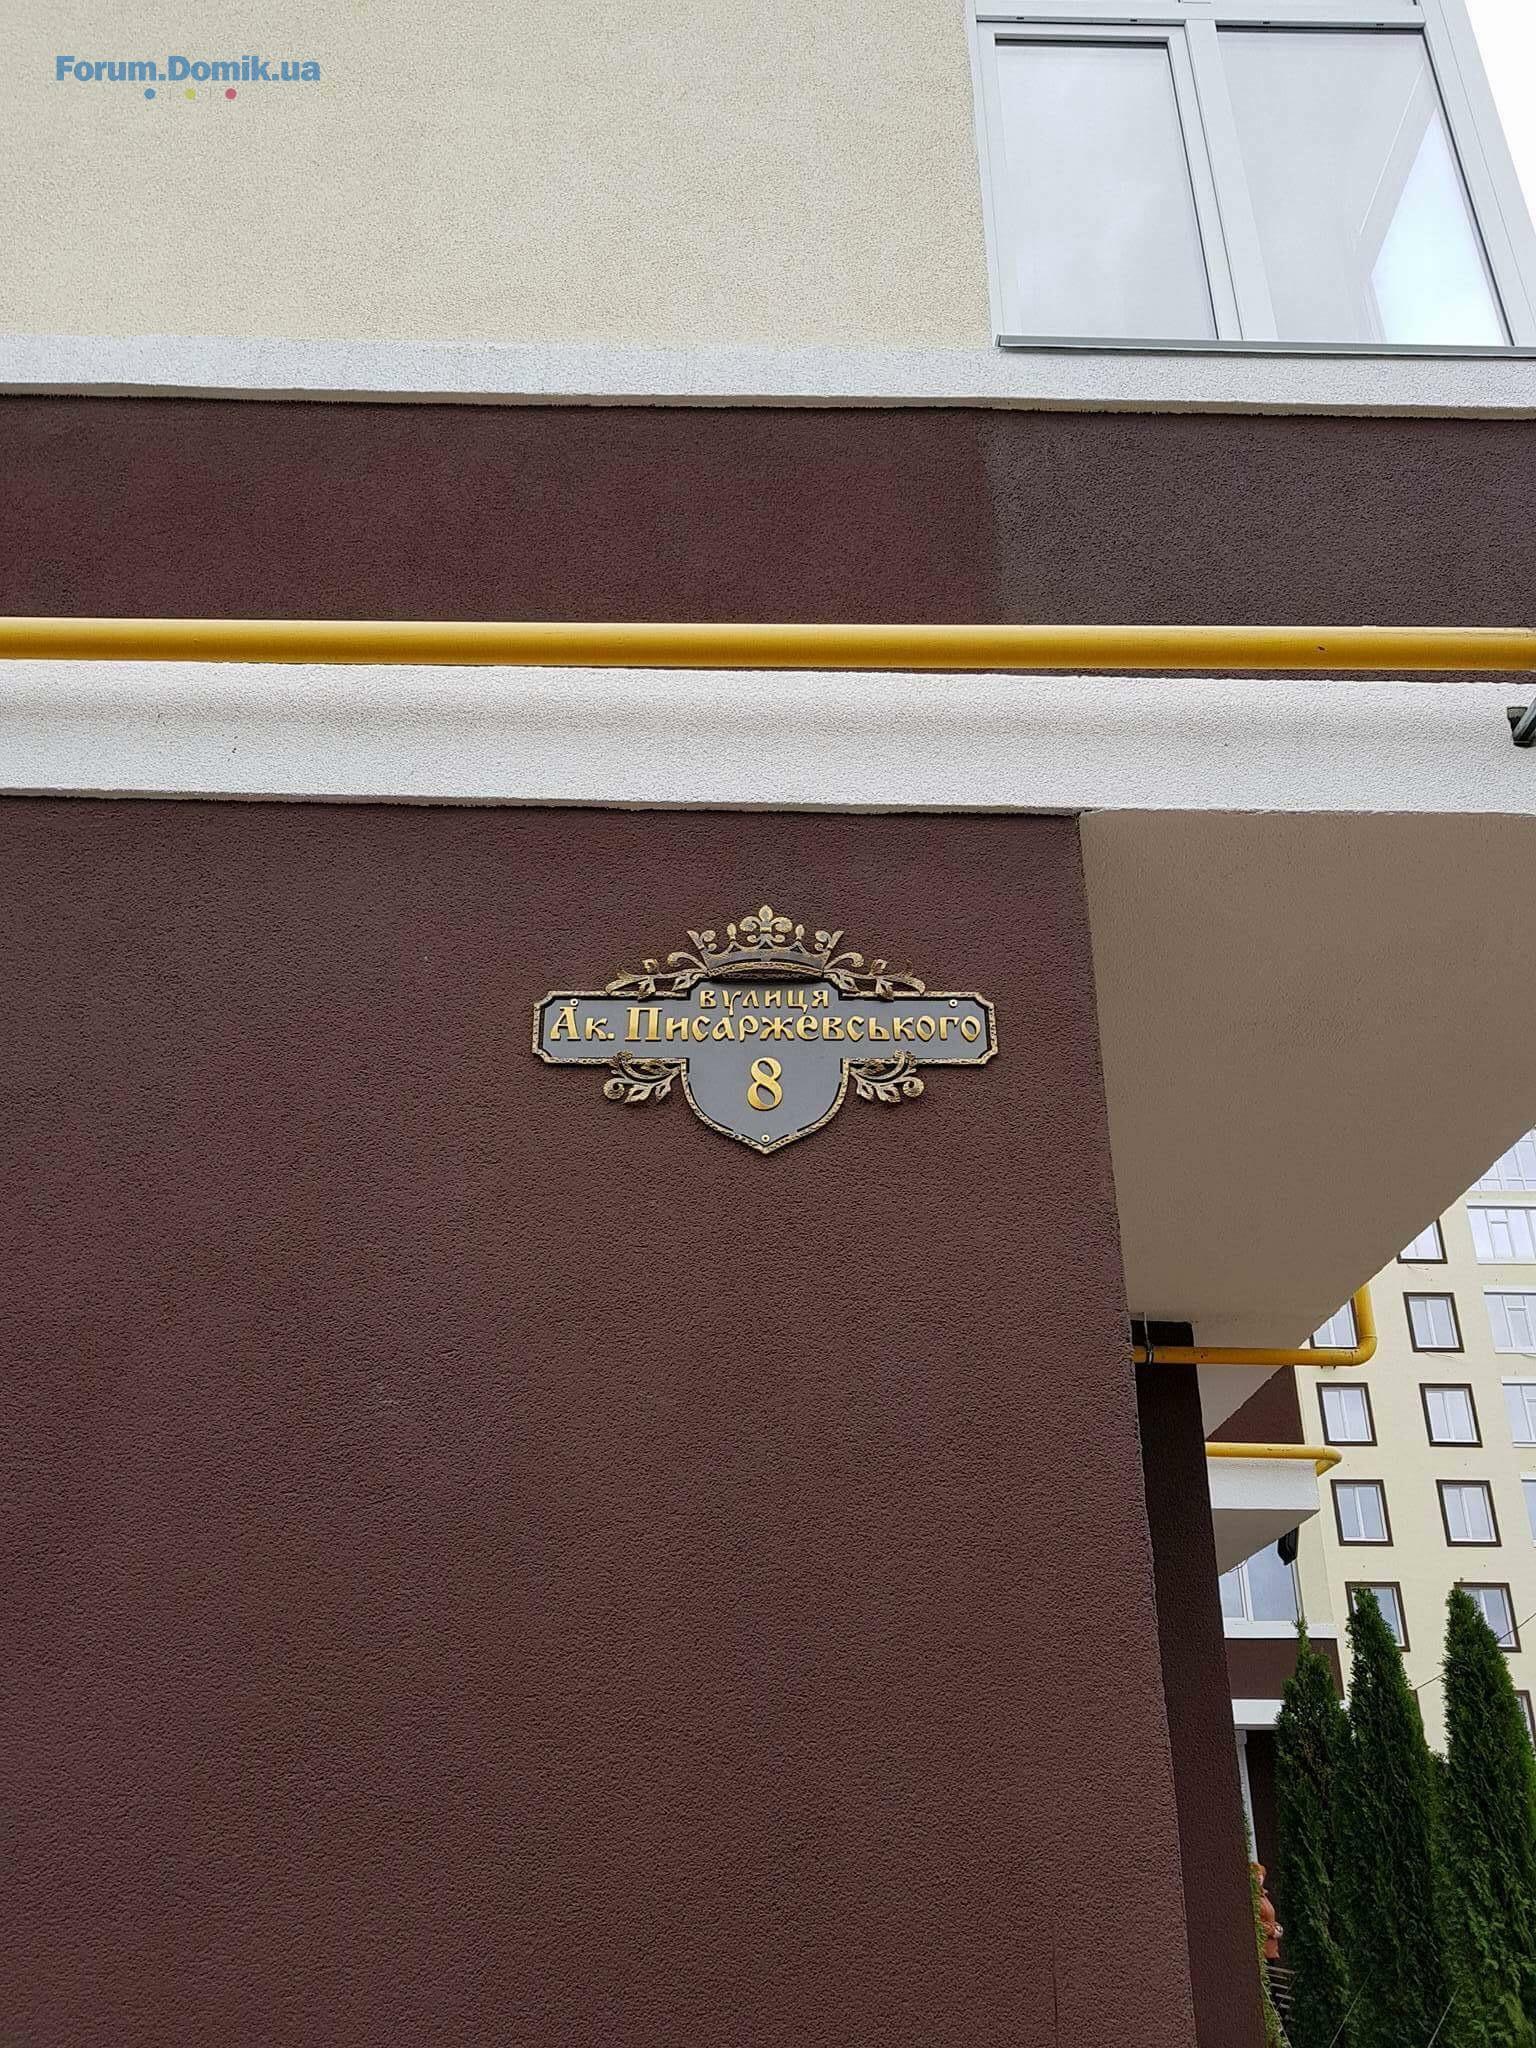 Forum.Domik.ua
вулиця
Ак. Писаржевського
8